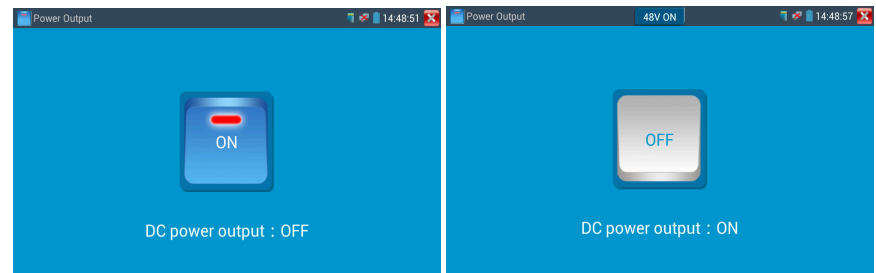 Power Output
14:48:51
ON
DC power output : OFF
Power Output
48V ON
14:48:57
OFF
DC power output : ON